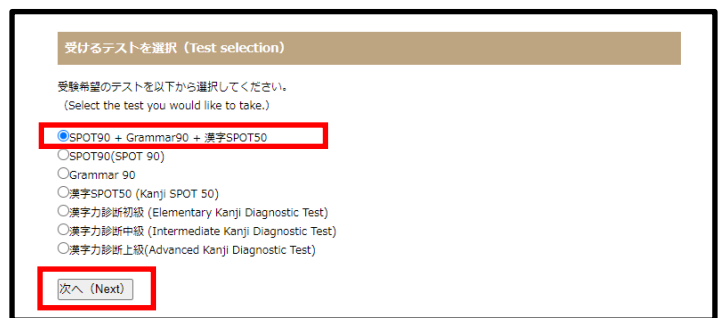 受けるテストを選択（Test selection）
受験希望のテストを以下から選択してください。
（Select the test you would like to take.）
SPOT90 + Grammar90 + 漢字SPOT50
SPOT90(SPOT 90)
Grammar 90
漢字SPOT50 (Kanji SPOT 50)
漢字力診断初級 (Elementary Kanji Diagnostic Test)
漢字力診断中級 (Intermediate Kanji Diagnostic Test)
漢字力診断上級(Advanced Kanji Diagnostic Test)
次へ（Next）